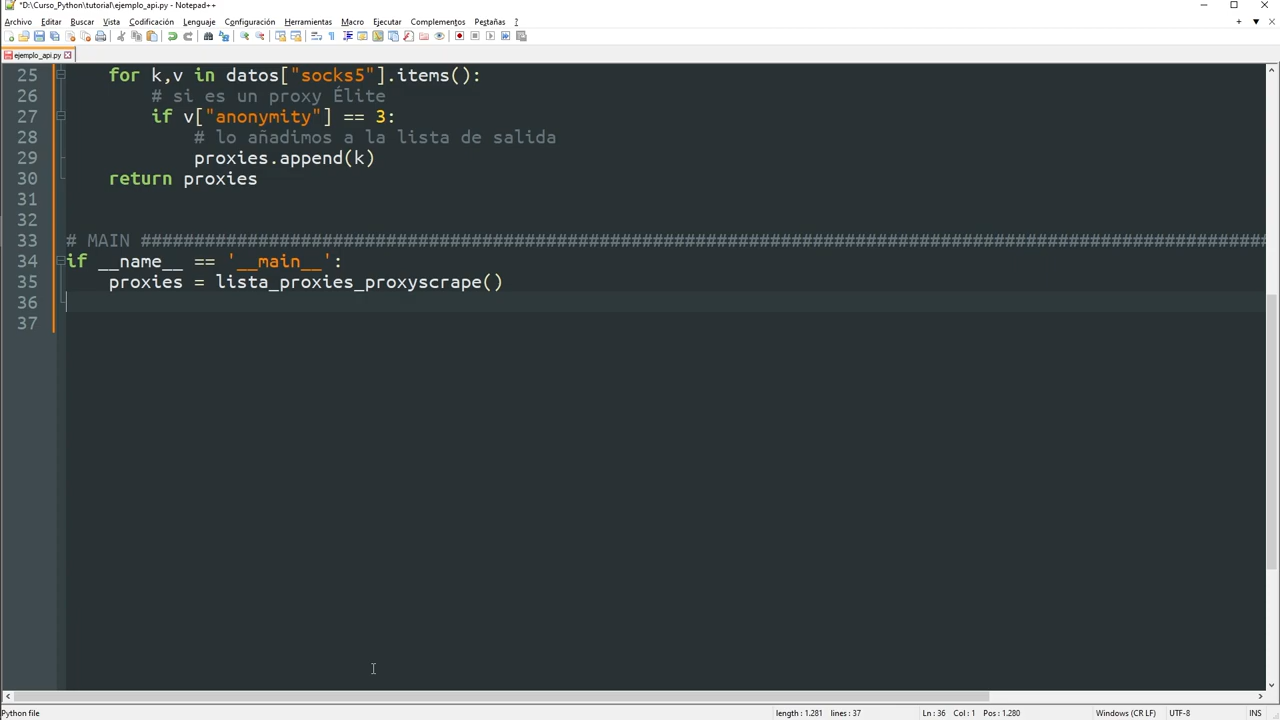 *D:\Curso_Python\tutorial\ejemplo_api.py - Notepad++
Archivo Editar Buscar Vista Codificación Lenguaje Configuración Herramientas Macro Ejecutar Complementos Pestañas ?
ejemplo_api.py
25 for k,v in datos["socks5"].items():
26 # si es un proxy Élite
27 if v["anonymity"] == 3:
28 # lo añadimos a la lista de salida
29 proxies.append(k)
30 return proxies
31
32
33 # MAIN ##########################################################################################################
34 if __name__ == '__main__':
35 proxies = lista_proxies_proxyscrape()
36
37
Python file length : 1.281 lines : 37 Ln : 36 Col : 1 Pos : 1.280 Windows (CR LF) UTF-8 INS